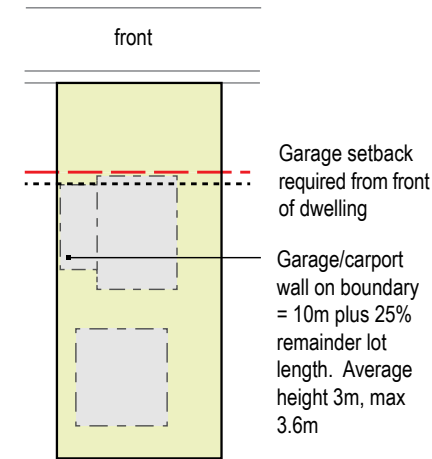 front
Garage setback
required from front
of dwelling
Garage/carport
wall on boundary
= 10m plus 25%
remainder lot
length. Average
height 3m, max
3.6m